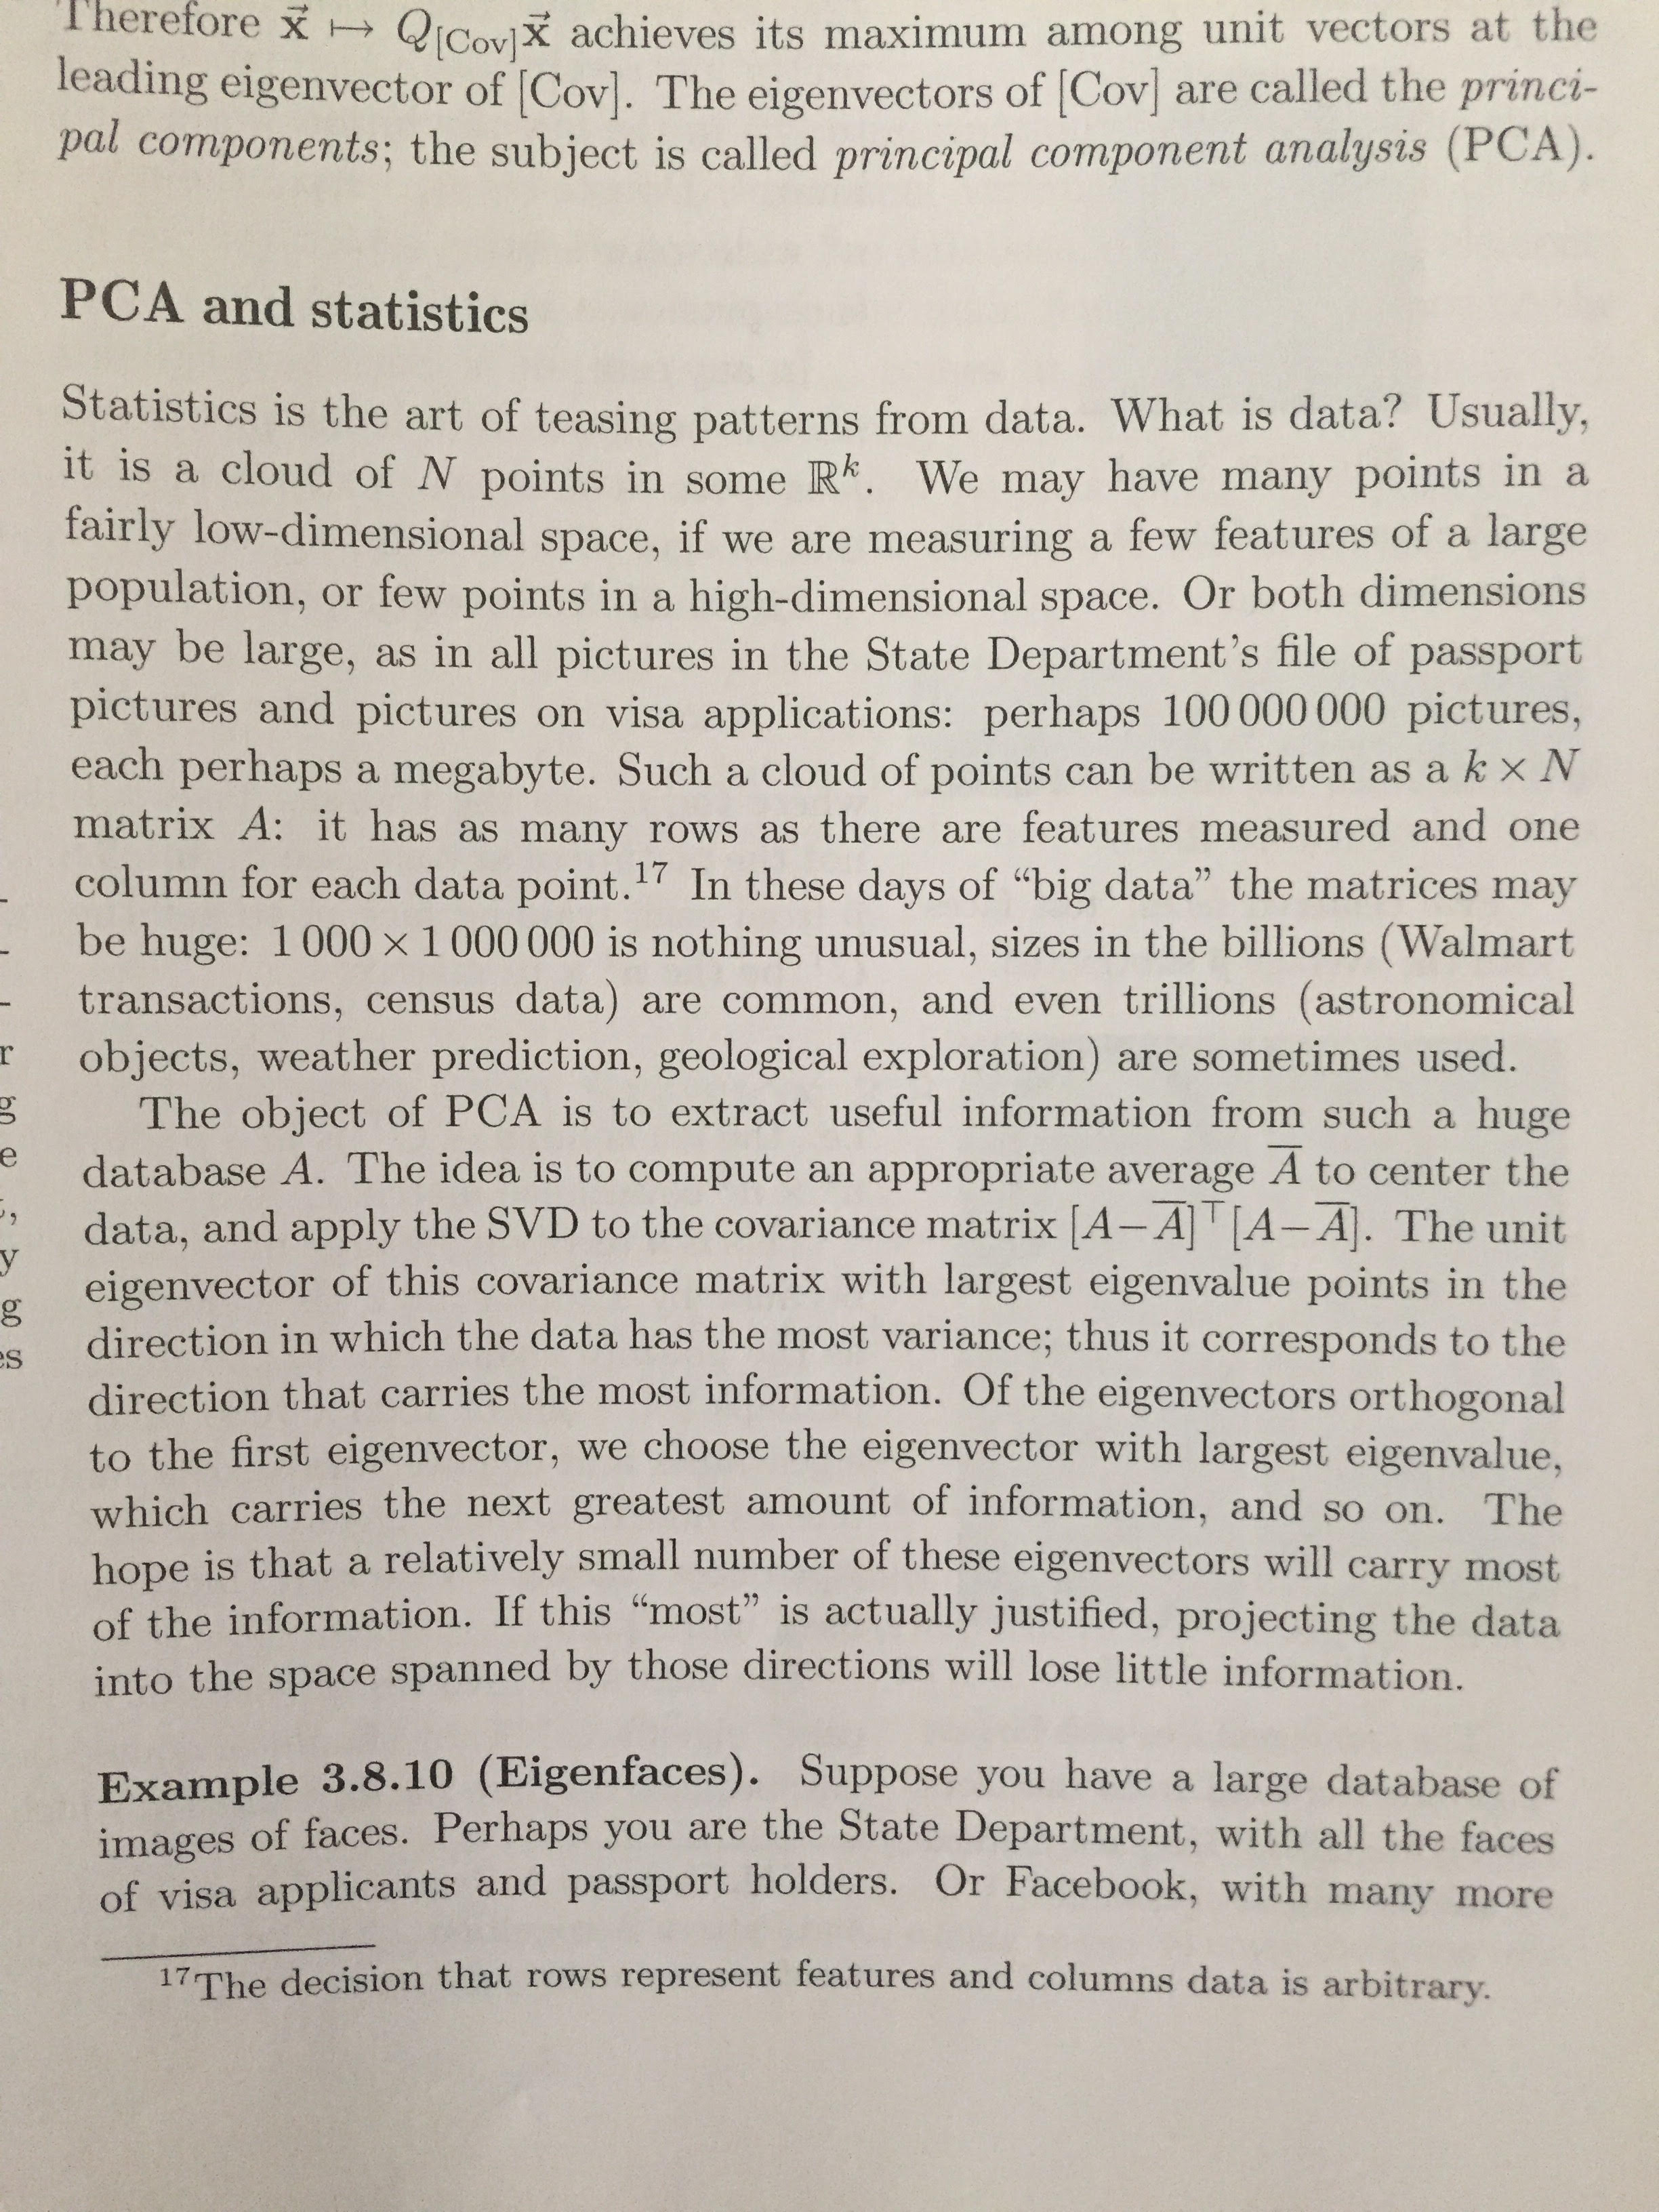 Therefore x⃗ ↦ Q[Cov]x⃗ achieves its maximum among unit vectors at the
leading eigenvector of [Cov]. The eigenvectors of [Cov] are called the princi-
pal components; the subject is called principal component analysis (PCA).
PCA and statistics
Statistics is the art of teasing patterns from data. What is data? Usually,
it is a cloud of N points in some ℝᵏ. We may have many points in a
fairly low-dimensional space, if we are measuring a few features of a large
population, or few points in a high-dimensional space. Or both dimensions
may be large, as in all pictures in the State Department's file of passport
pictures and pictures on visa applications: perhaps 100 000 000 pictures,
each perhaps a megabyte. Such a cloud of points can be written as a k × N
matrix A: it has as many rows as there are features measured and one
column for each data point.¹⁷ In these days of “big data” the matrices may
be huge: 1 000 × 1 000 000 is nothing unusual, sizes in the billions (Walmart
transactions, census data) are common, and even trillions (astronomical
objects, weather prediction, geological exploration) are sometimes used.
The object of PCA is to extract useful information from such a huge
database A. The idea is to compute an appropriate average A̅ to center the
data, and apply the SVD to the covariance matrix [A−A̅]⊤[A−A̅]. The unit
eigenvector of this covariance matrix with largest eigenvalue points in the
direction in which the data has the most variance; thus it corresponds to the
direction that carries the most information. Of the eigenvectors orthogonal
to the first eigenvector, we choose the eigenvector with largest eigenvalue,
which carries the next greatest amount of information, and so on. The
hope is that a relatively small number of these eigenvectors will carry most
of the information. If this “most” is actually justified, projecting the data
into the space spanned by those directions will lose little information.
Example 3.8.10 (Eigenfaces). Suppose you have a large database of
images of faces. Perhaps you are the State Department, with all the faces
of visa applicants and passport holders. Or Facebook, with many more
¹⁷The decision that rows represent features and columns data is arbitrary.